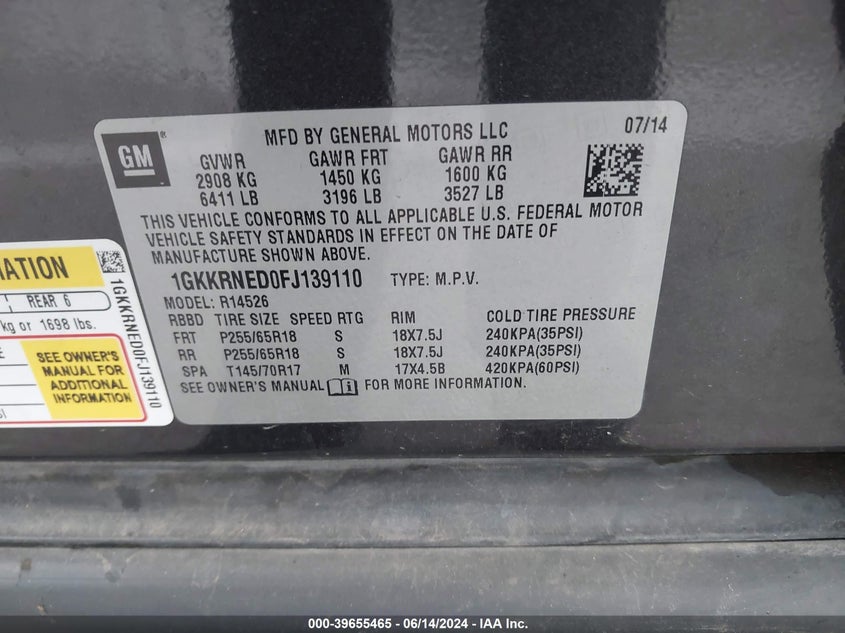 MFD BY GENERAL MOTORS LLC 07/14
GM ®
GVWR GAWR FRT GAWR RR
2908 KG 1450 KG 1600 KG
6411 LB 3196 LB 3527 LB
THIS VEHICLE CONFORMS TO ALL APPLICABLE U.S. FEDERAL MOTOR
VEHICLE SAFETY STANDARDS IN EFFECT ON THE DATE OF
MANUFACTURE SHOWN ABOVE.
1GKKRNED0FJ139110 TYPE: M.P.V.
MODEL: R14526
RBBD TIRE SIZE SPEED RTG RIM COLD TIRE PRESSURE
FRT P255/65R18 S 18X7.5J 240KPA(35PSI)
RR P255/65R18 S 18X7.5J 240KPA(35PSI)
SPA T145/70R17 M 17X4.5B 420KPA(60PSI)
SEE OWNER'S MANUAL i FOR MORE INFORMATION.
REAR 6
kg or 1698 lbs.
SEE OWNER'S
MANUAL FOR
ADDITIONAL
INFORMATION
1GKKRNED0FJ139110
000-39655465 - 06/14/2024 - IAA Inc.